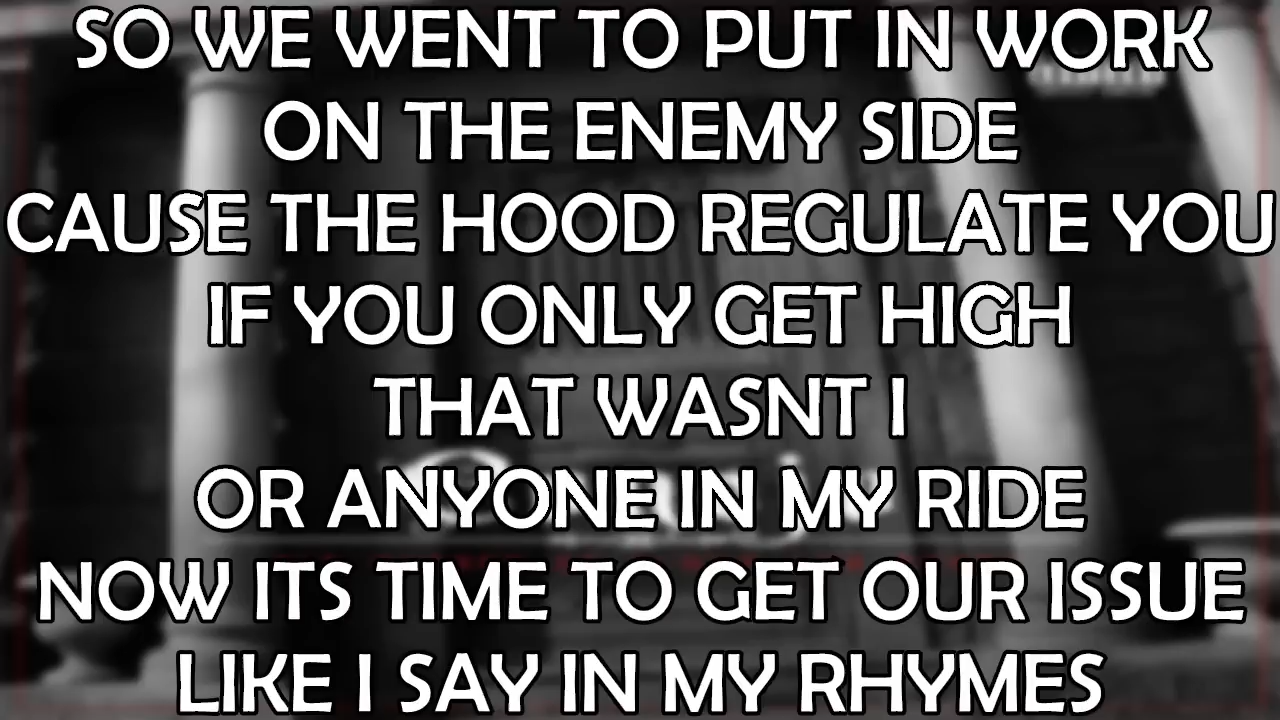 SO WE WENT TO PUT IN WORK
ON THE ENEMY SIDE
CAUSE THE HOOD REGULATE YOU
IF YOU ONLY GET HIGH
THAT WASNT I
OR ANYONE IN MY RIDE
NOW ITS TIME TO GET OUR ISSUE
LIKE I SAY IN MY RHYMES